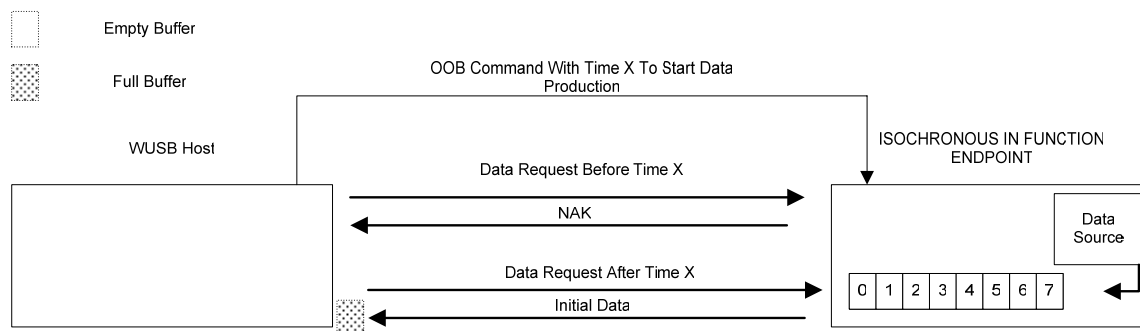 Empty Buffer
Full Buffer
OOB Command With Time X To Start Data
Production
WUSB Host
ISOCHRONOUS IN FUNCTION
ENDPOINT
Data Request Before Time X
NAK
Data
Source
Data Request After Time X
0 1 2 3 4 5 6 7
Initial Data